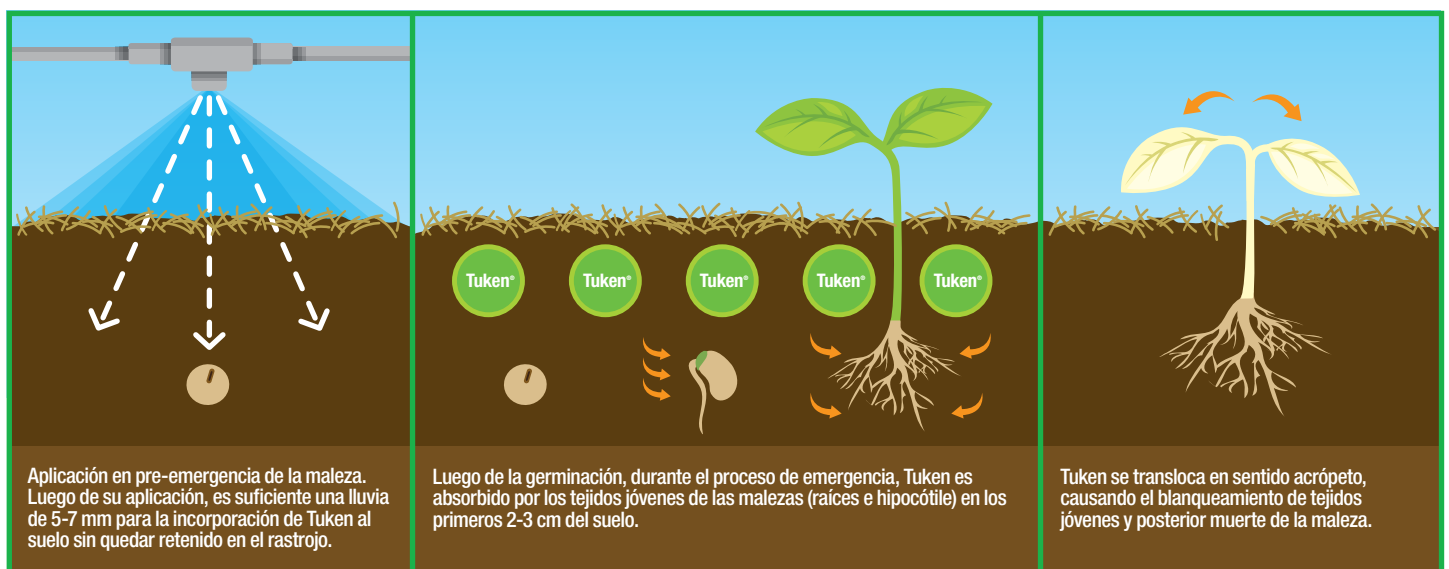 Tuken®
Tuken®
Tuken®
Tuken®
Tuken®
Aplicación en pre-emergencia de la maleza.
Luego de su aplicación, es suficiente una lluvia
de 5-7 mm para la incorporación de Tuken al
suelo sin quedar retenido en el rastrojo.
Luego de la germinación, durante el proceso de emergencia, Tuken es
absorbido por los tejidos jóvenes de las malezas (raíces e hipocótile) en los
primeros 2-3 cm del suelo.
Tuken se transloca en sentido acrópeto,
causando el blanqueamiento de tejidos
jóvenes y posterior muerte de la maleza.